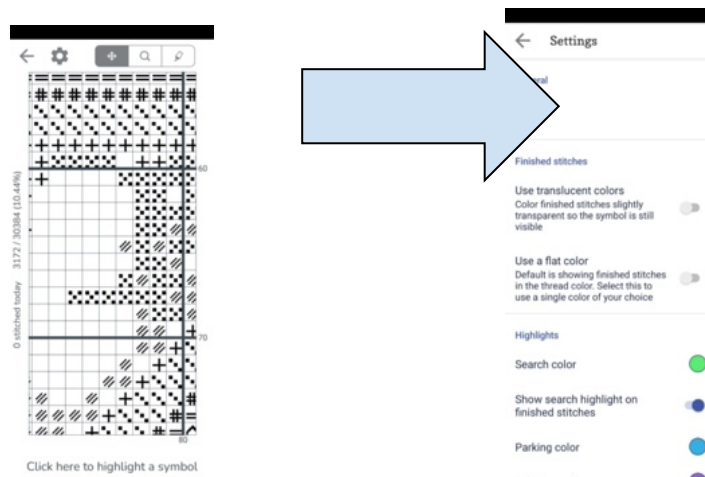 60
3172 / 30384 (10.44%)
0 stitched today
70
80
Click here to highlight a symbol
Settings
Finished stitches
Use translucent colors
Color finished stitches slightly
transparent so the symbol is still
visible
Use a flat color
Default is showing finished stitches
in the thread color. Select this to
use a single color of your choice
Highlights
Search color
Show search highlight on
finished stitches
Parking color